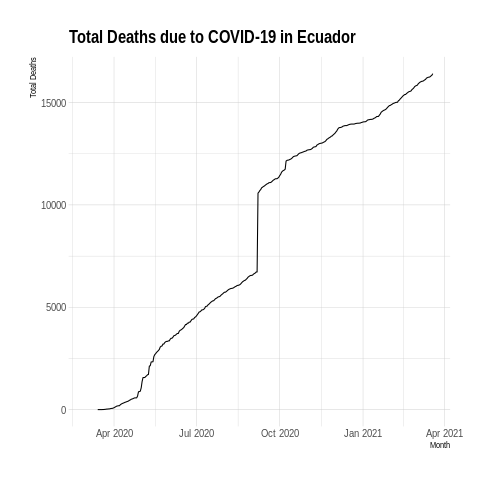 Total Deaths due to COVID-19 in Ecuador
Total Deaths
15000
10000
5000
0
Apr 2020 Jul 2020 Oct 2020 Jan 2021 Apr 2021
Month